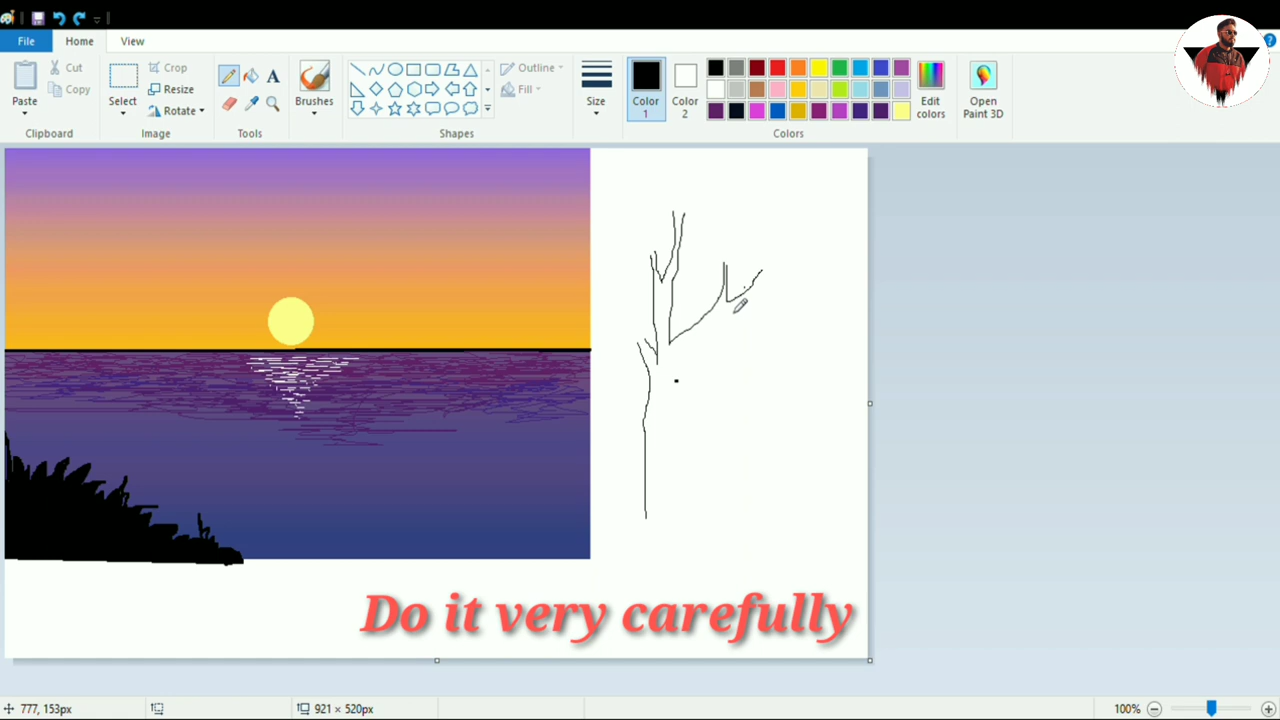 File Home View
Paste
Cut
Copy
Clipboard
Select
Crop
Resize
Rotate
Image
Tools
Brushes
Shapes
Outline
Fill
Size
Color 1
Color 2
Colors
Edit colors
Open Paint 3D
Do it very carefully
777, 153px
921 × 520px
100%